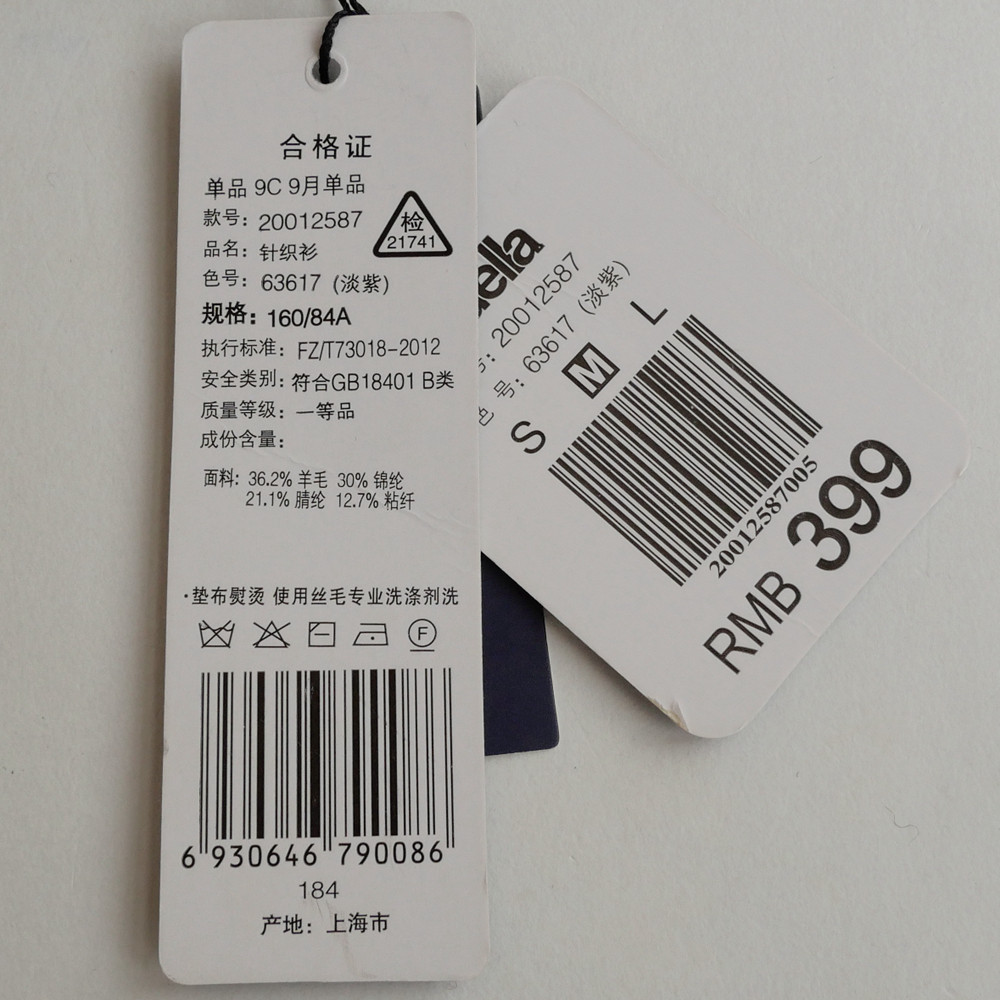 合格证
单品 9C 9月单品
款号: 20012587
检
21741
品名: 针织衫
色号: 63617 (淡紫)
规格: 160/84A
执行标准: FZ/T73018-2012
安全类别: 符合GB18401 B类
质量等级: 一等品
成份含量:
面料: 36.2% 羊毛 30% 锦纶
21.1% 腈纶 12.7% 粘纤
·垫布熨烫 使用丝毛专业洗涤剂洗
F
6 930646 790086
184
产地: 上海市
ella
号: 20012587
色 号: 63617 (淡紫)
S M L
20012587005
RMB 399